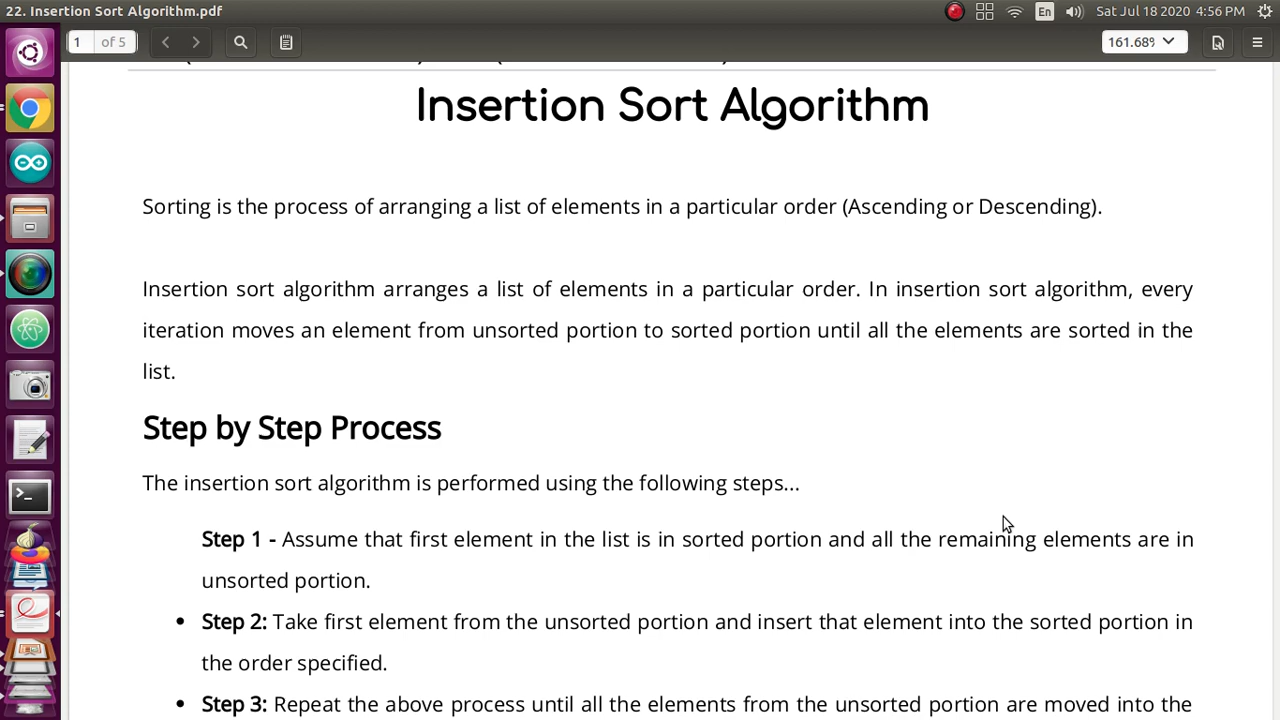 22. Insertion Sort Algorithm.pdf
En
Sat Jul 18 2020 4:56 PM
1 of 5
161.68%
Insertion Sort Algorithm
Sorting is the process of arranging a list of elements in a particular order (Ascending or Descending).
Insertion sort algorithm arranges a list of elements in a particular order. In insertion sort algorithm, every
iteration moves an element from unsorted portion to sorted portion until all the elements are sorted in the
list.
Step by Step Process
The insertion sort algorithm is performed using the following steps...
Step 1 - Assume that first element in the list is in sorted portion and all the remaining elements are in
unsorted portion.
• Step 2: Take first element from the unsorted portion and insert that element into the sorted portion in
the order specified.
• Step 3: Repeat the above process until all the elements from the unsorted portion are moved into the